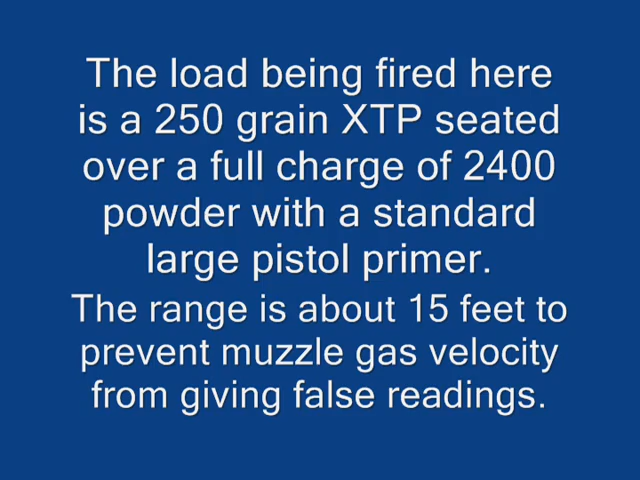 The load being fired here
is a 250 grain XTP seated
over a full charge of 2400
powder with a standard
large pistol primer.
The range is about 15 feet to
prevent muzzle gas velocity
from giving false readings.